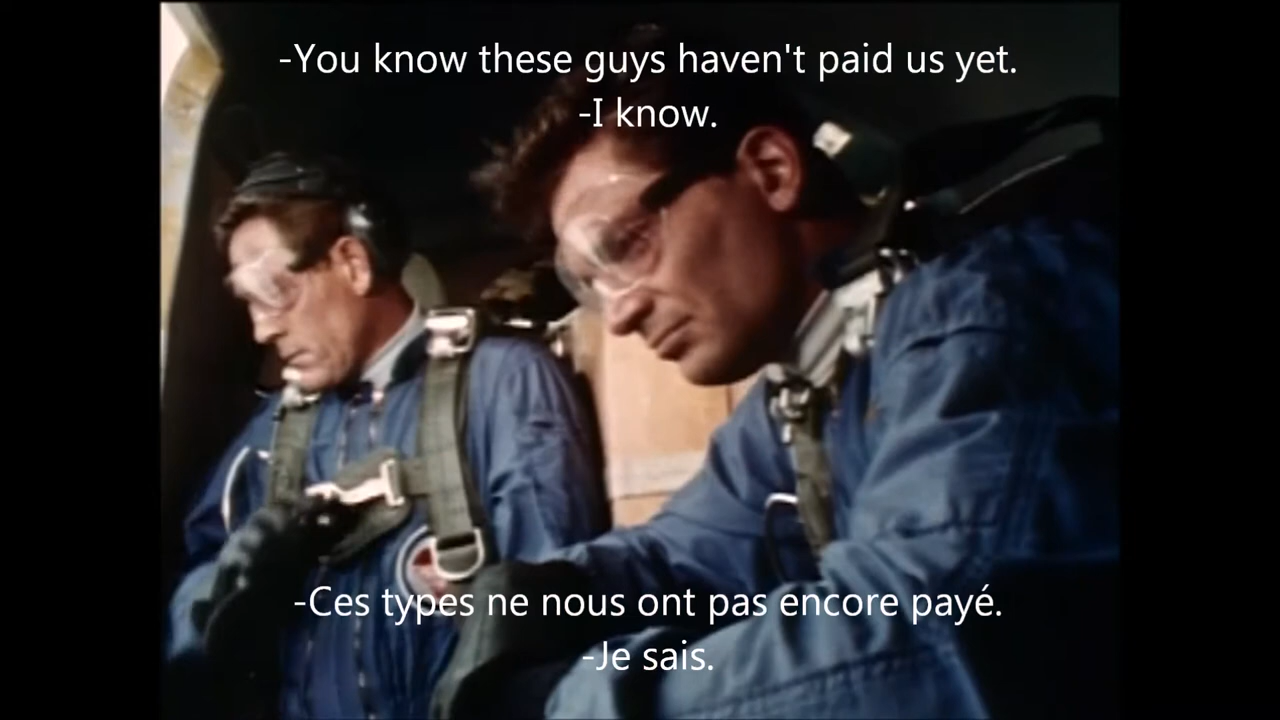 -You know these guys haven't paid us yet.
-I know.
-Ces types ne nous ont pas encore payé.
-Je sais.